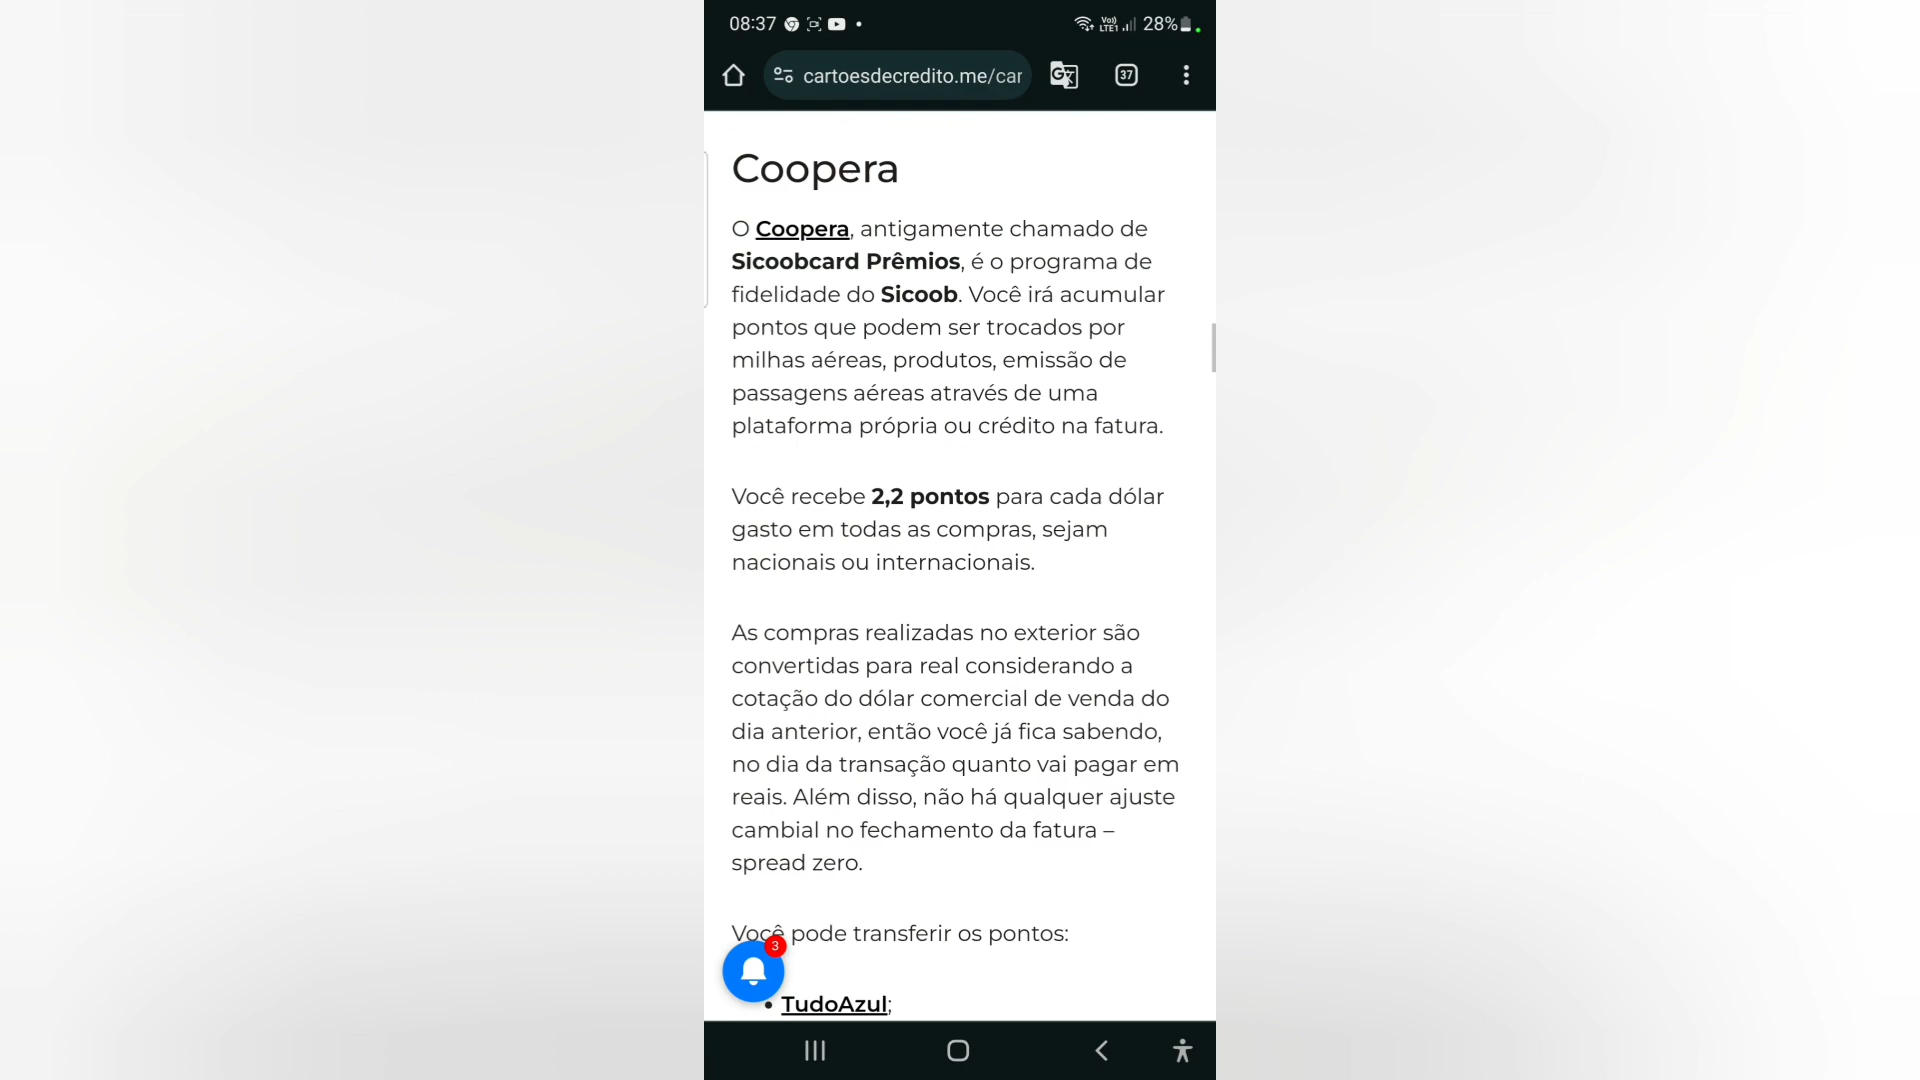 08:37
Vo)) LTE1 28%
cartoesdecredito.me/car
37
Coopera
O Coopera, antigamente chamado de
Sicoobcard Prêmios, é o programa de
fidelidade do Sicoob. Você irá acumular
pontos que podem ser trocados por
milhas aéreas, produtos, emissão de
passagens aéreas através de uma
plataforma própria ou crédito na fatura.
Você recebe 2,2 pontos para cada dólar
gasto em todas as compras, sejam
nacionais ou internacionais.
As compras realizadas no exterior são
convertidas para real considerando a
cotação do dólar comercial de venda do
dia anterior, então você já fica sabendo,
no dia da transação quanto vai pagar em
reais. Além disso, não há qualquer ajuste
cambial no fechamento da fatura –
spread zero.
Você pode transferir os pontos:
3
• TudoAzul;